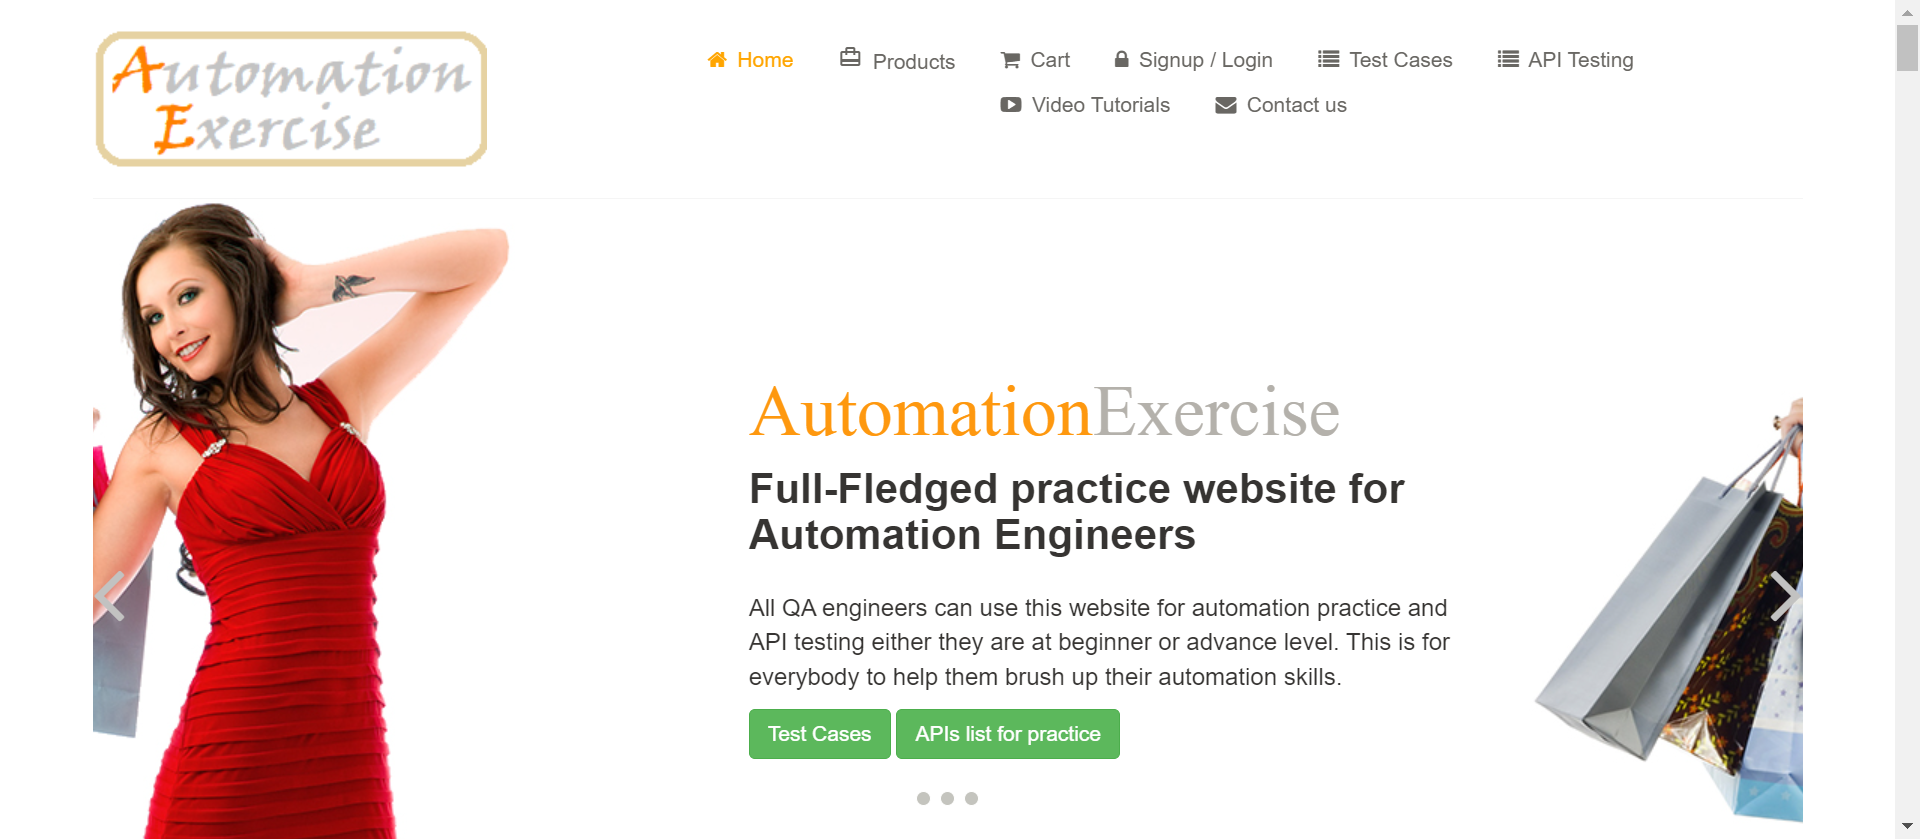 Automation
Exercise
Home Products Cart Signup / Login Test Cases API Testing
Video Tutorials Contact us
AutomationExercise
Full-Fledged practice website for
Automation Engineers
All QA engineers can use this website for automation practice and
API testing either they are at beginner or advance level. This is for
everybody to help them brush up their automation skills.
Test Cases APIs list for practice